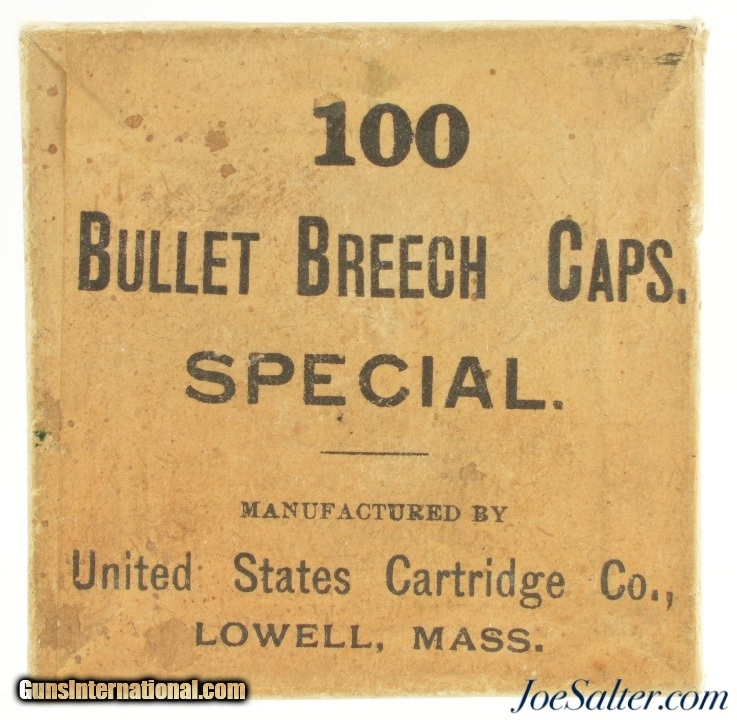 100
BULLET BREECH CAPS.
SPECIAL.
MANUFACTURED BY
United States Cartridge Co.,
LOWELL, MASS.
GunsInternational.com
JoeSalter.com